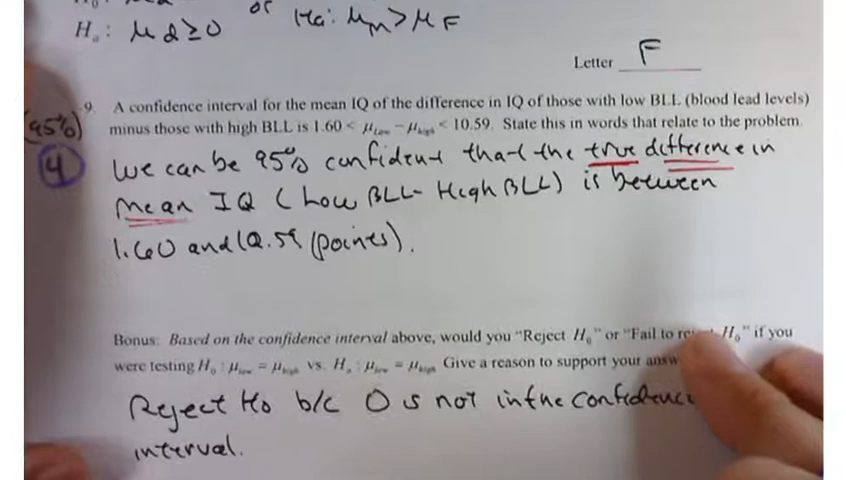 Hₐ: μd ≥ 0 or Ha: μm > μF
Letter F
(95%)
9. A confidence interval for the mean IQ of the difference in IQ of those with low BLL (blood lead levels)
minus those with high BLL is 1.60 < μlow − μhigh < 10.59. State this in words that relate to the problem.
4
We can be 95% confident that the true difference in
mean IQ (Low BLL - High BLL) is between
1.60 and 10.59 (points).
Bonus: Based on the confidence interval above, would you "Reject H₀" or "Fail to reject H₀" if you
were testing H₀: μlow = μhigh vs. Hₐ: μlow = μhigh Give a reason to support your answ
Reject Ho b/c 0 is not in the confidence
interval.